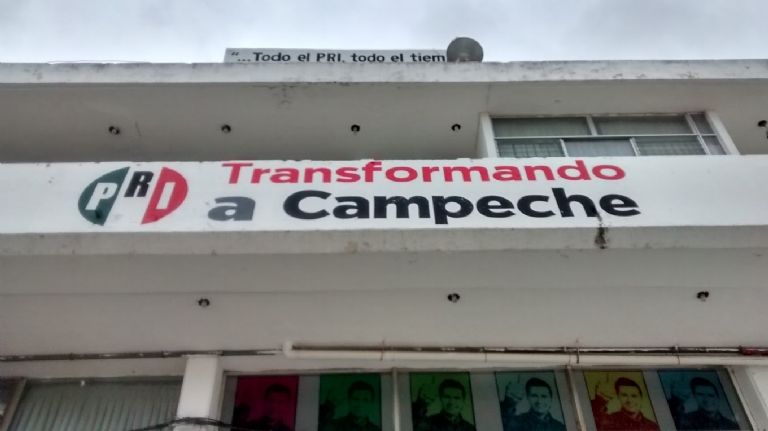 "...Todo el PRI, todo el tiem
PRI Transformando
a Campeche